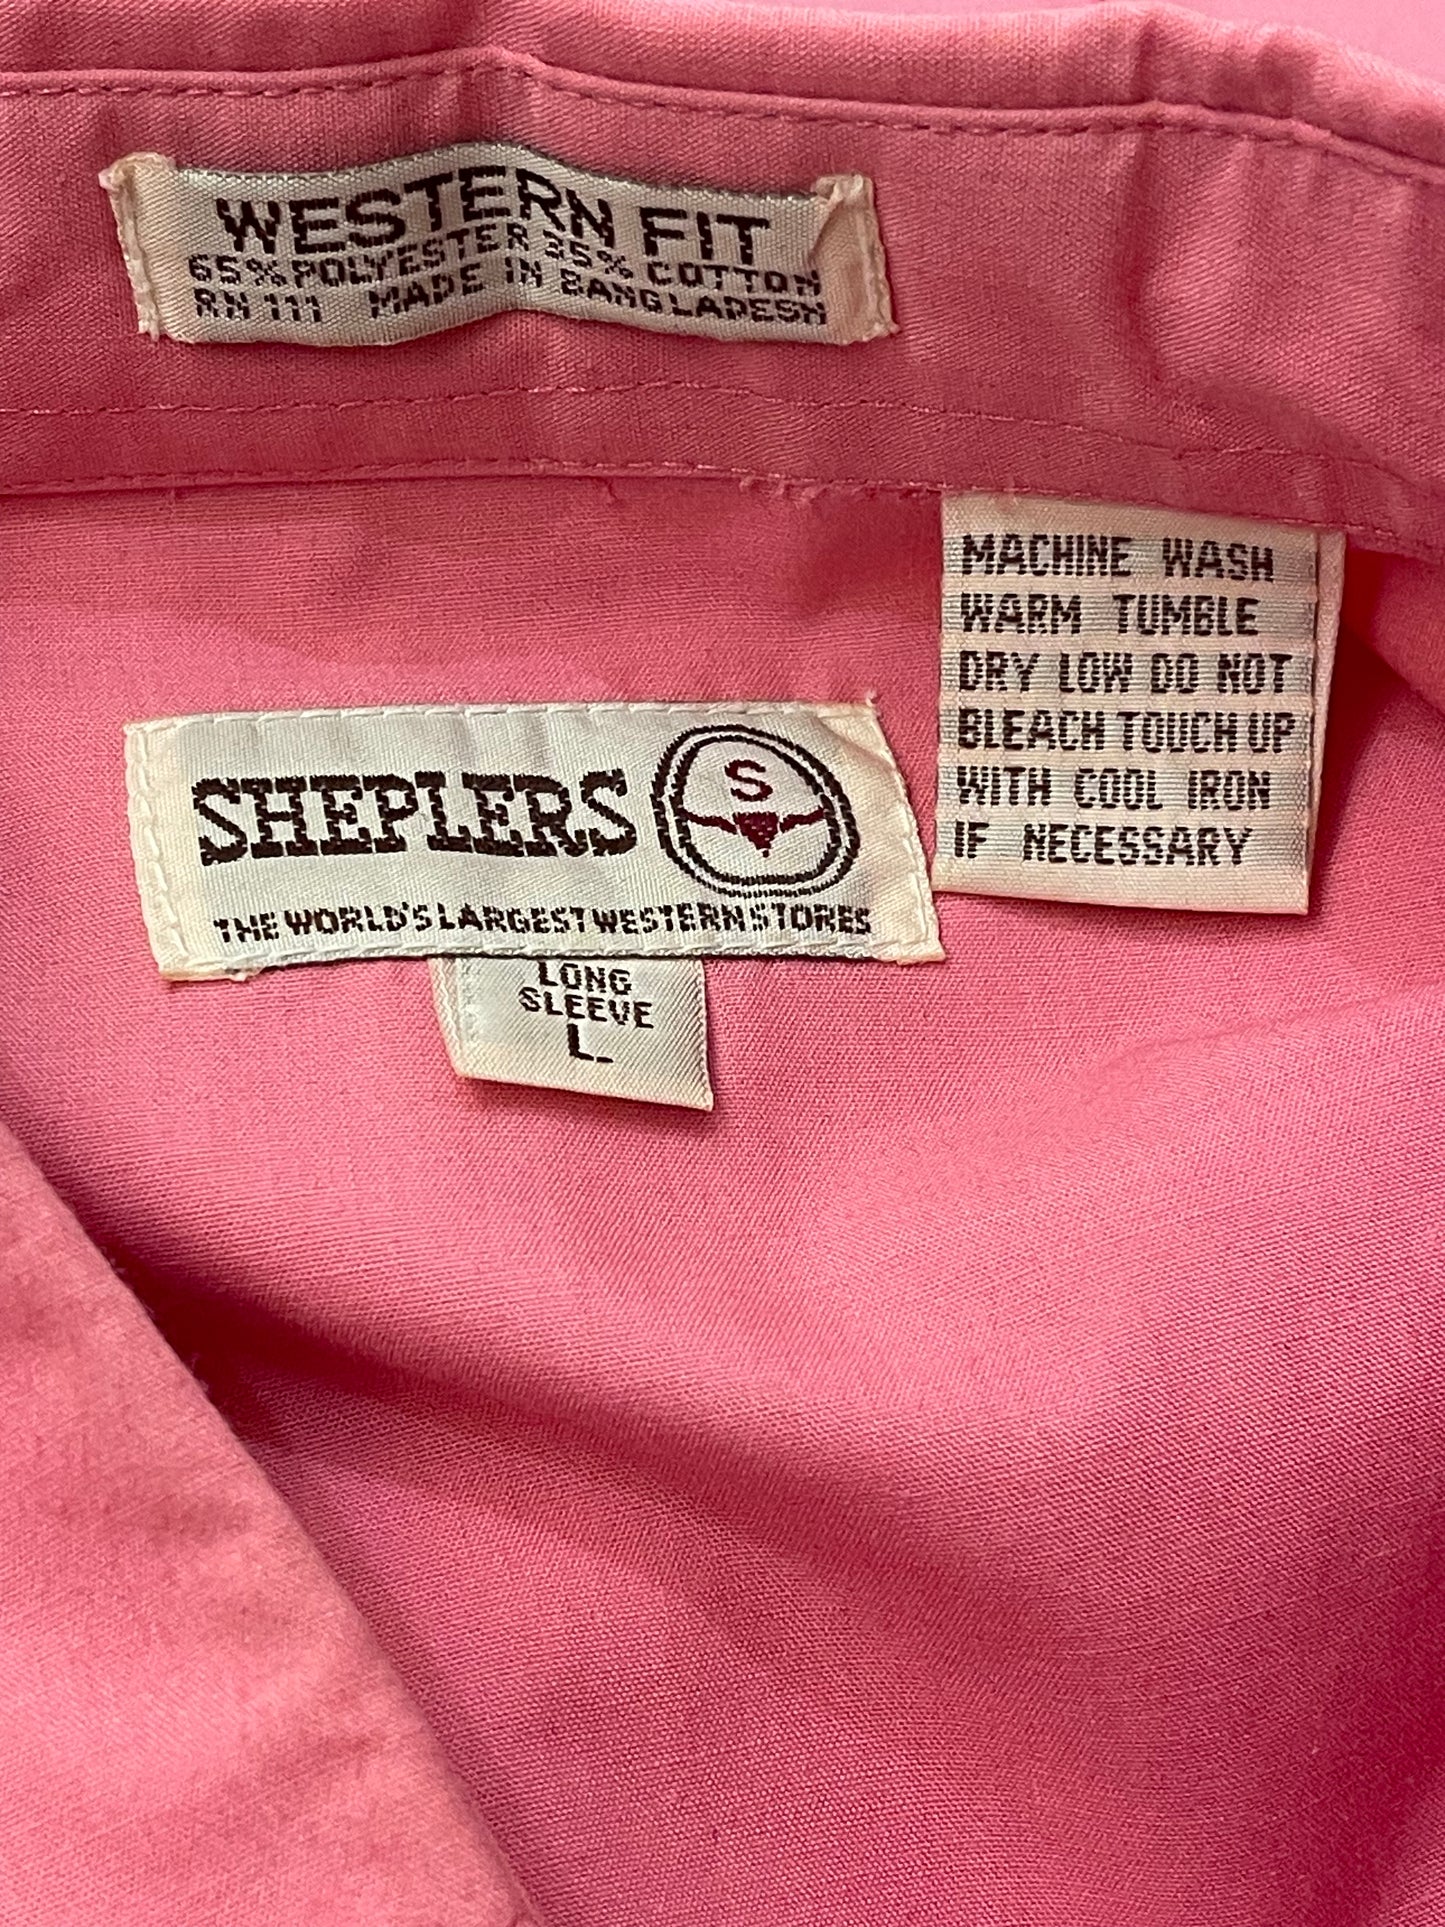 WESTERN FIT
65% POLYESTER 35% COTTON
RN 111 MADE IN BANGLADESH
MACHINE WASH
WARM TUMBLE
DRY LOW DO NOT
BLEACH TOUCH UP
WITH COOL IRON
IF NECESSARY
SHEPLERS
S
THE WORLD'S LARGEST WESTERN STORES
LONG
SLEEVE
L